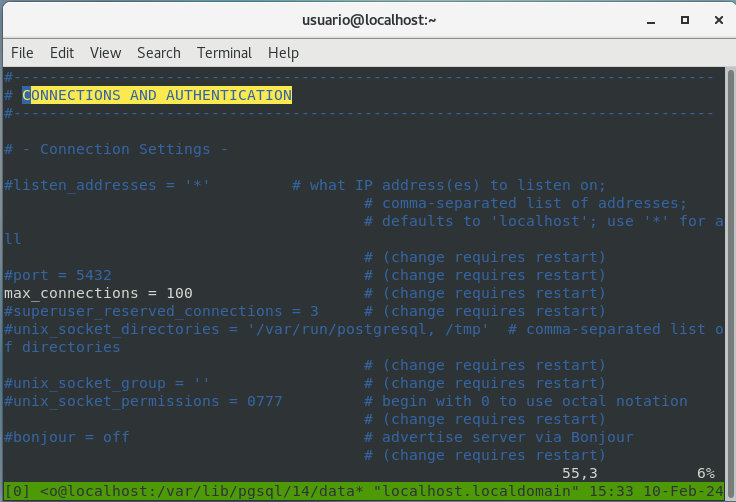 usuario@localhost:~
File Edit View Search Terminal Help
#------------------------------------------------------------------------------
# CONNECTIONS AND AUTHENTICATION
#------------------------------------------------------------------------------
# - Connection Settings -
#listen_addresses = '*'         # what IP address(es) to listen on;
                                        # comma-separated list of addresses;
                                        # defaults to 'localhost'; use '*' for a
ll
                                        # (change requires restart)
#port = 5432                            # (change requires restart)
max_connections = 100                   # (change requires restart)
#superuser_reserved_connections = 3     # (change requires restart)
#unix_socket_directories = '/var/run/postgresql, /tmp'  # comma-separated list o
f directories
                                        # (change requires restart)
#unix_socket_group = ''                 # (change requires restart)
#unix_socket_permissions = 0777         # begin with 0 to use octal notation
                                        # (change requires restart)
#bonjour = off                          # advertise server via Bonjour
                                        # (change requires restart)
55,3 6%
[0] <o@localhost:/var/lib/pgsql/14/data* "localhost.localdomain" 15:33 10-Feb-24